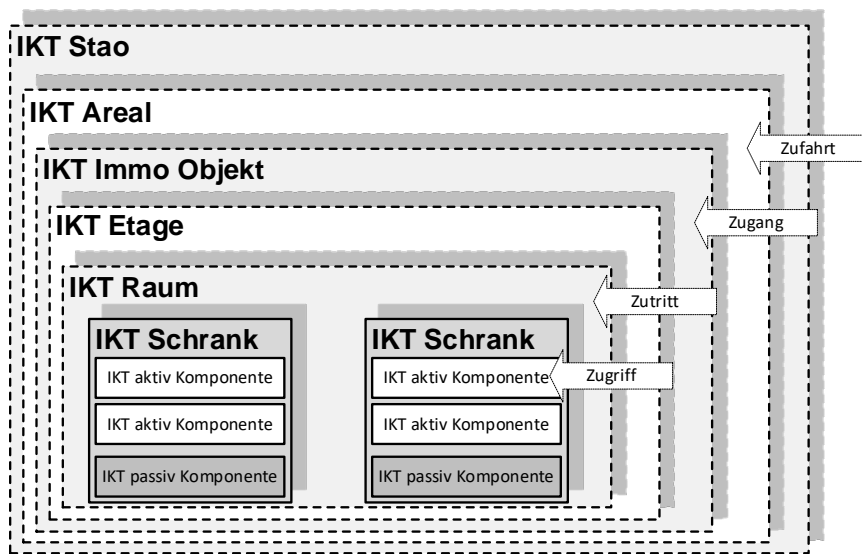 IKT Stao
IKT Areal
Zufahrt
IKT Immo Objekt
Zugang
IKT Etage
IKT Raum
Zutritt
IKT Schrank
IKT Schrank
IKT aktiv Komponente
IKT aktiv Komponente
Zugriff
IKT aktiv Komponente
IKT aktiv Komponente
IKT passiv Komponente
IKT passiv Komponente